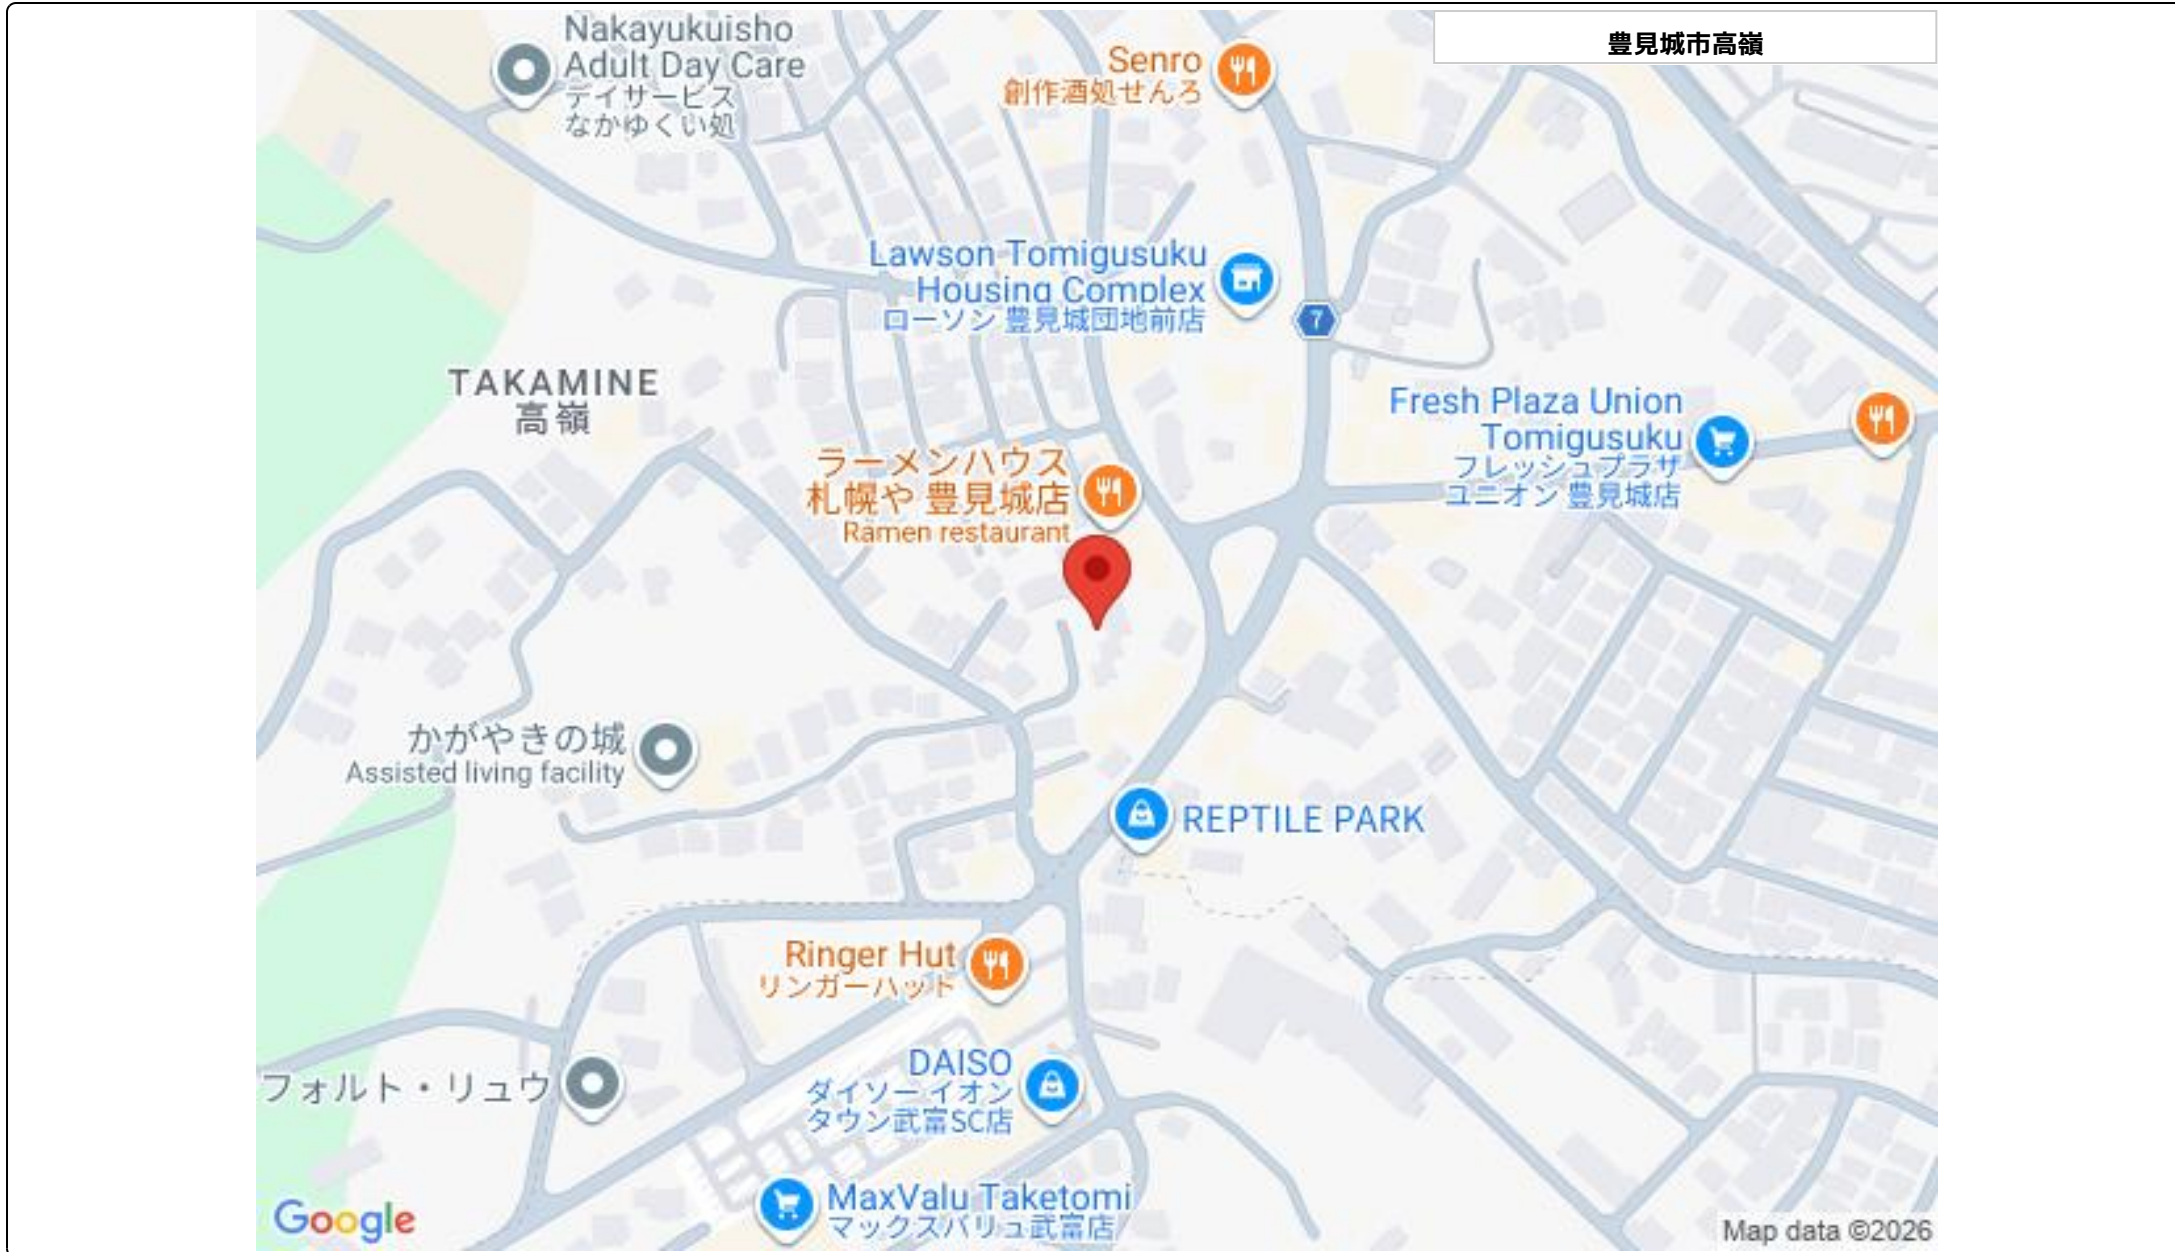 Nakayukuisho
Adult Day Care
デイサービス
なかゆくい処
Senro
創作酒処せんろ
豊見城市高嶺
Lawson Tomigusuku
Housing Complex
ローソン 豊見城団地前店
7
TAKAMINE
高嶺
Fresh Plaza Union
Tomigusuku
フレッシュプラザ
ユニオン 豊見城店
ラーメンハウス
札幌や 豊見城店
Ramen restaurant
かがやきの城
Assisted living facility
REPTILE PARK
Ringer Hut
リンガーハット
フォルト・リュウ
DAISO
ダイソー イオン
タウン武富SC店
MaxValu Taketomi
マックスバリュ武富店
Google
Map data ©2026